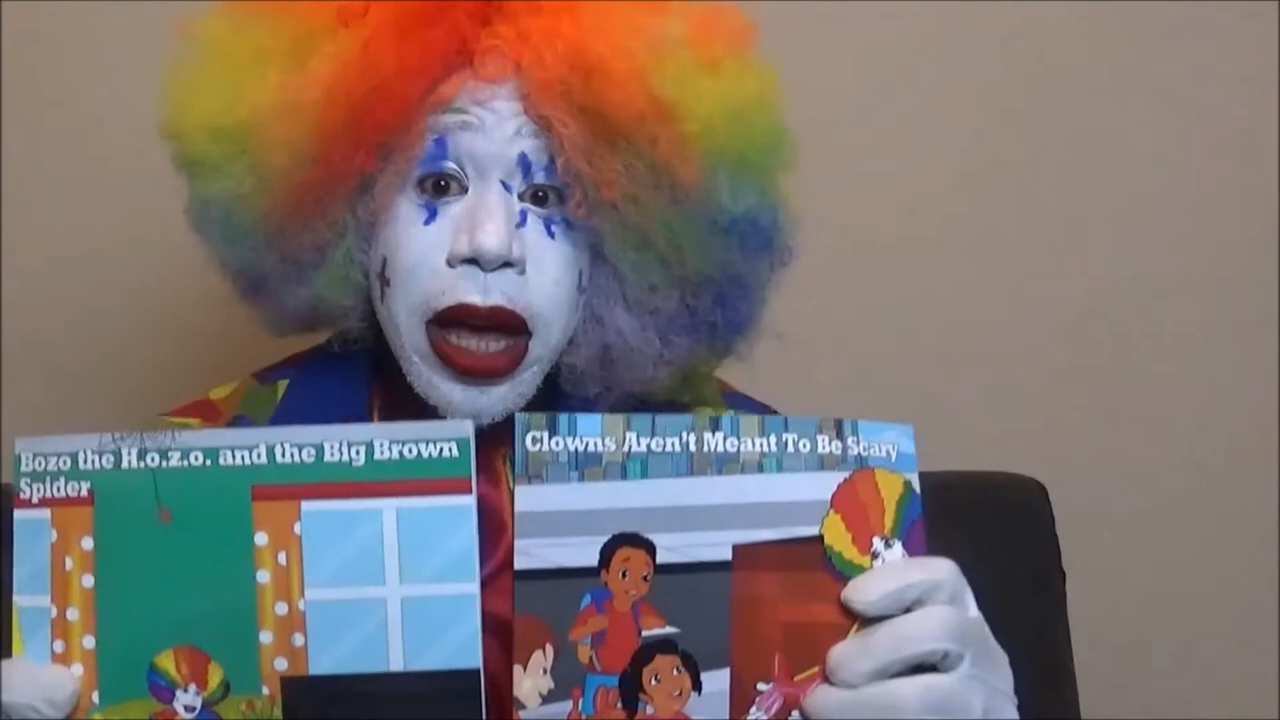 Bozo the H.o.z.o. and the Big Brown
Spider
Clowns Aren't Meant To Be Scary